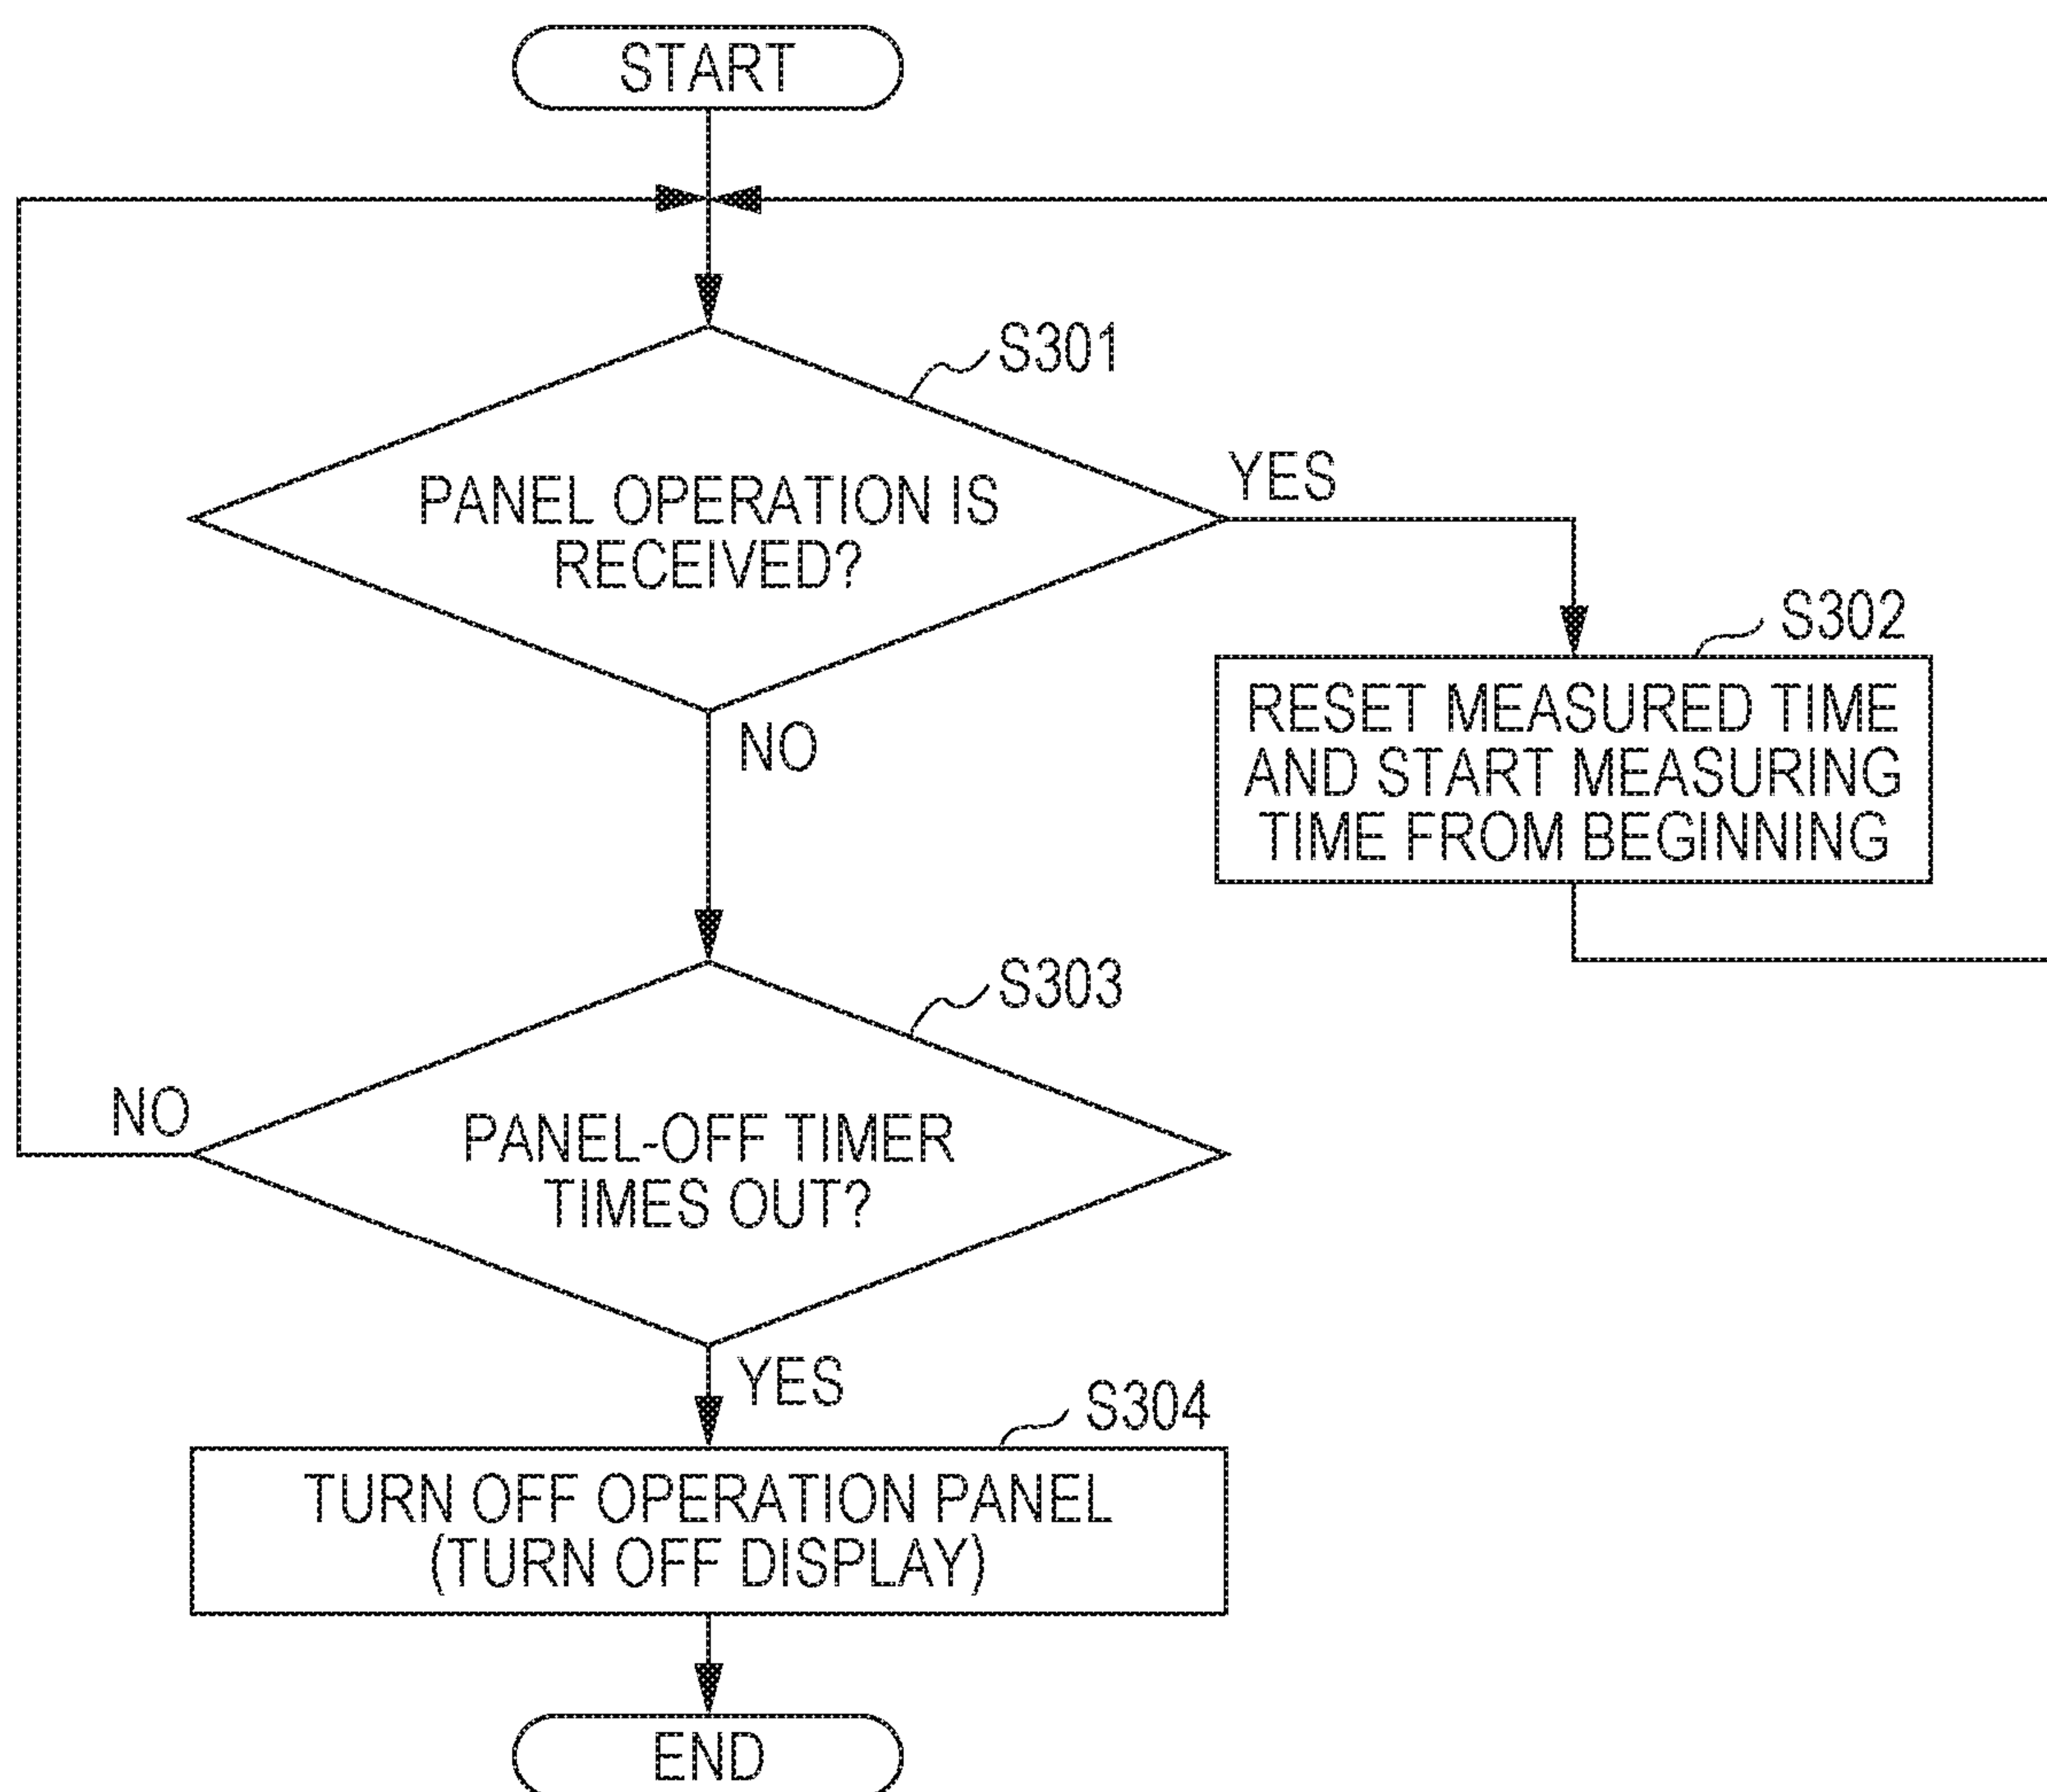 START
S301
PANEL OPERATION IS
RECEIVED?
YES
NO
S302
RESET MEASURED TIME
AND START MEASURING
TIME FROM BEGINNING
S303
PANEL-OFF TIMER
TIMES OUT?
NO
YES
S304
TURN OFF OPERATION PANEL
(TURN OFF DISPLAY)
END